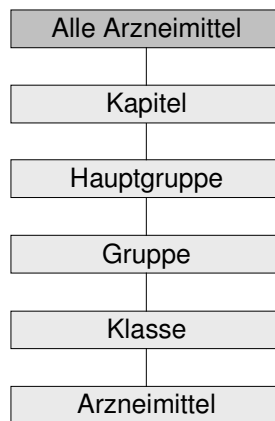 Alle Arzneimittel
Kapitel
Hauptgruppe
Gruppe
Klasse
Arzneimittel